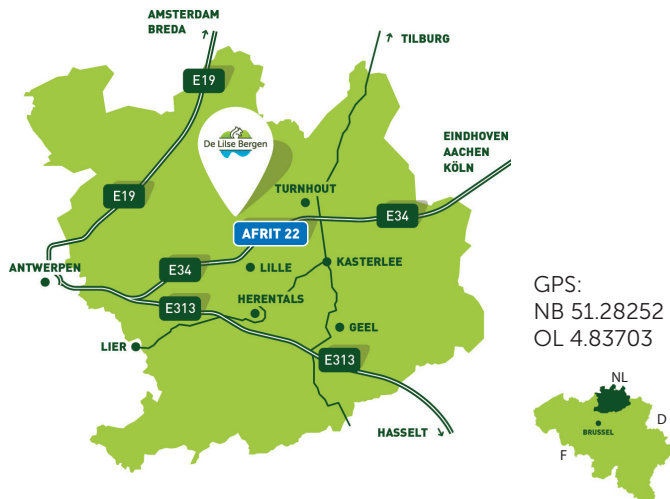 AMSTERDAM
BREDA
TILBURG
E19
De Lilse Bergen
EINDHOVEN
AACHEN
KÖLN
TURNHOUT
E19
E34
AFRIT 22
ANTWERPEN
E34
LILLE
KASTERLEE
HERENTALS
E313
GEEL
LIER
E313
HASSELT
GPS:
NB 51.28252
OL 4.83703
NL
D
BRUSSEL
F